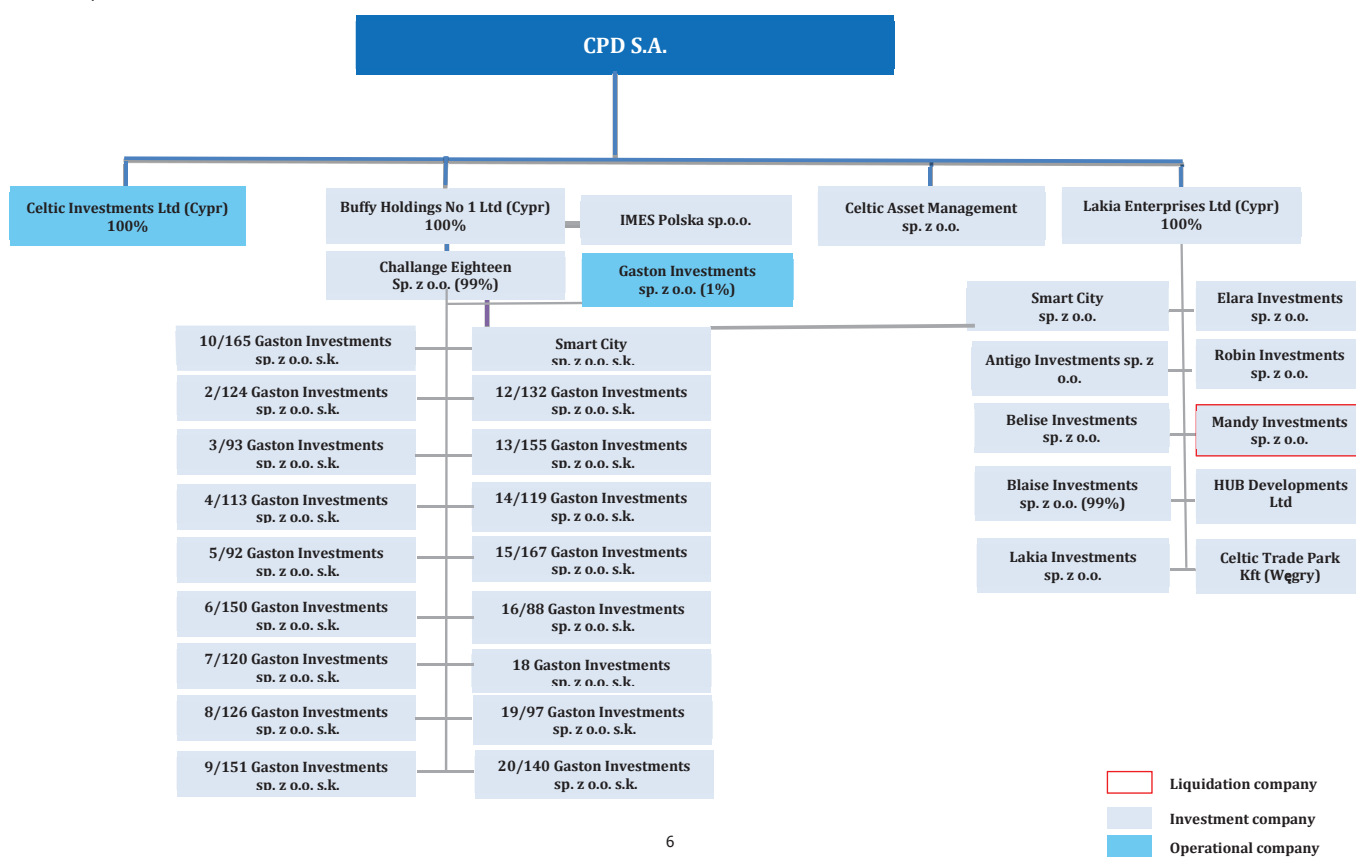 CPD S.A.
Celtic Investments Ltd (Cypr)
100%
Buffy Holdings No 1 Ltd (Cypr)
100%
IMES Polska sp.o.o.
Celtic Asset Management
sp. z o.o.
Lakia Enterprises Ltd (Cypr)
100%
Challange Eighteen
Sp. z o.o. (99%)
Gaston Investments
sp. z o.o. (1%)
10/165 Gaston Investments
sp. z o.o. s.k.
Smart City
sp. z o.o. s.k.
2/124 Gaston Investments
sp. z o.o. s.k.
12/132 Gaston Investments
sp. z o.o. s.k.
3/93 Gaston Investments
sp. z o.o. s.k.
13/155 Gaston Investments
sp. z o.o. s.k.
4/113 Gaston Investments
sp. z o.o. s.k.
14/119 Gaston Investments
sp. z o.o. s.k.
5/92 Gaston Investments
sp. z o.o. s.k.
15/167 Gaston Investments
sp. z o.o. s.k.
6/150 Gaston Investments
sp. z o.o. s.k.
16/88 Gaston Investments
sp. z o.o. s.k.
7/120 Gaston Investments
sp. z o.o. s.k.
18 Gaston Investments
sp. z o.o. s.k.
8/126 Gaston Investments
sp. z o.o. s.k.
19/97 Gaston Investments
sp. z o.o. s.k.
9/151 Gaston Investments
sp. z o.o. s.k.
20/140 Gaston Investments
sp. z o.o. s.k.
Smart City
sp. z o.o.
Elara Investments
sp. z o.o.
Antigo Investments sp. z
o.o.
Robin Investments
sp. z o.o.
Belise Investments
sp. z o.o.
Mandy Investments
sp. z o.o.
Blaise Investments
sp. z o.o. (99%)
HUB Developments
Ltd
Lakia Investments
sp. z o.o.
Celtic Trade Park
Kft (Węgry)
Liquidation company
Investment company
Operational company
6